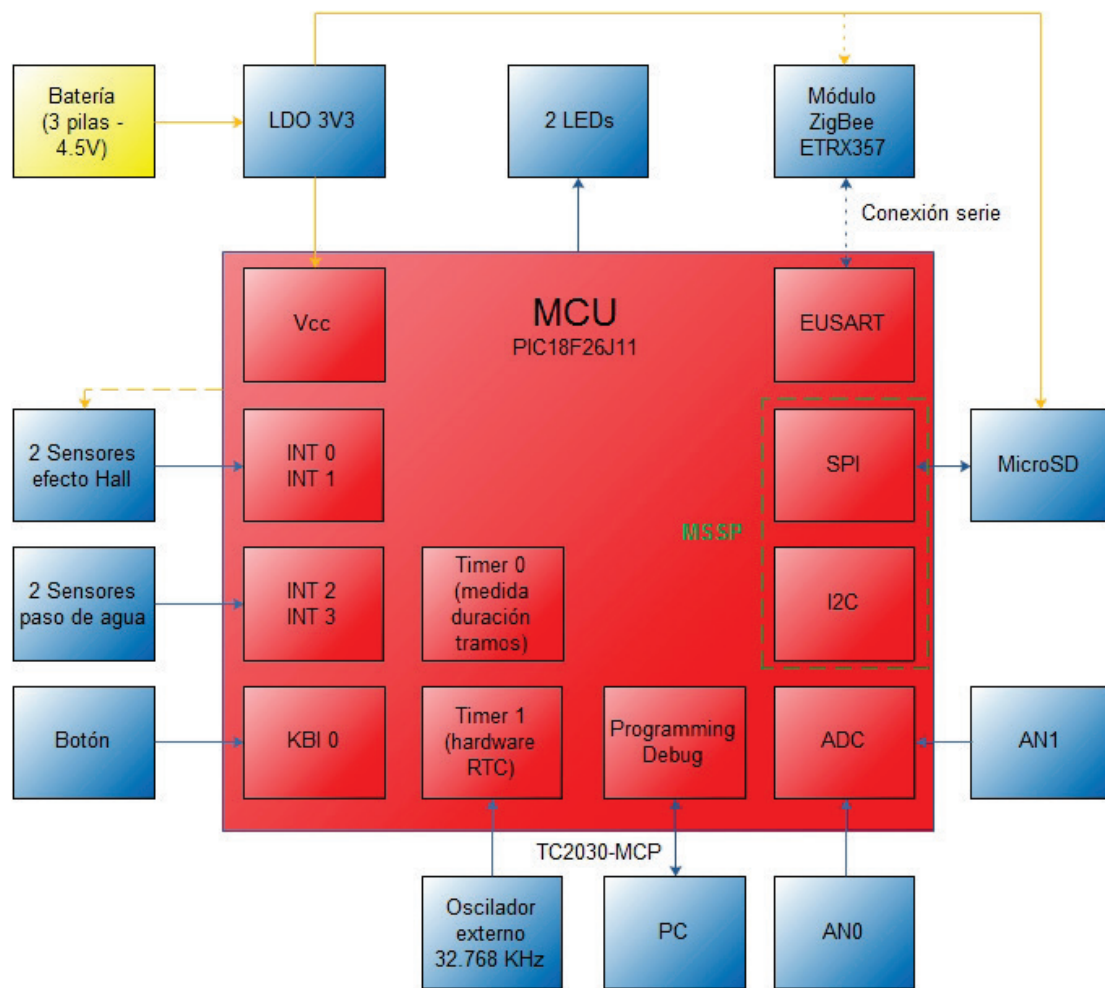 Batería
(3 pilas -
4.5V)
LDO 3V3
2 LEDs
Módulo
ZigBee
ETRX357
Conexión serie
Vcc
MCU
PIC18F26J11
EUSART
2 Sensores
efecto Hall
INT 0
INT 1
SPI
MicroSD
MSSP
2 Sensores
paso de agua
INT 2
INT 3
Timer 0
(medida
duración
tramos)
I2C
Botón
KBI 0
Timer 1
(hardware
RTC)
Programming
Debug
ADC
AN1
TC2030-MCP
Oscilador
externo
32.768 KHz
PC
AN0